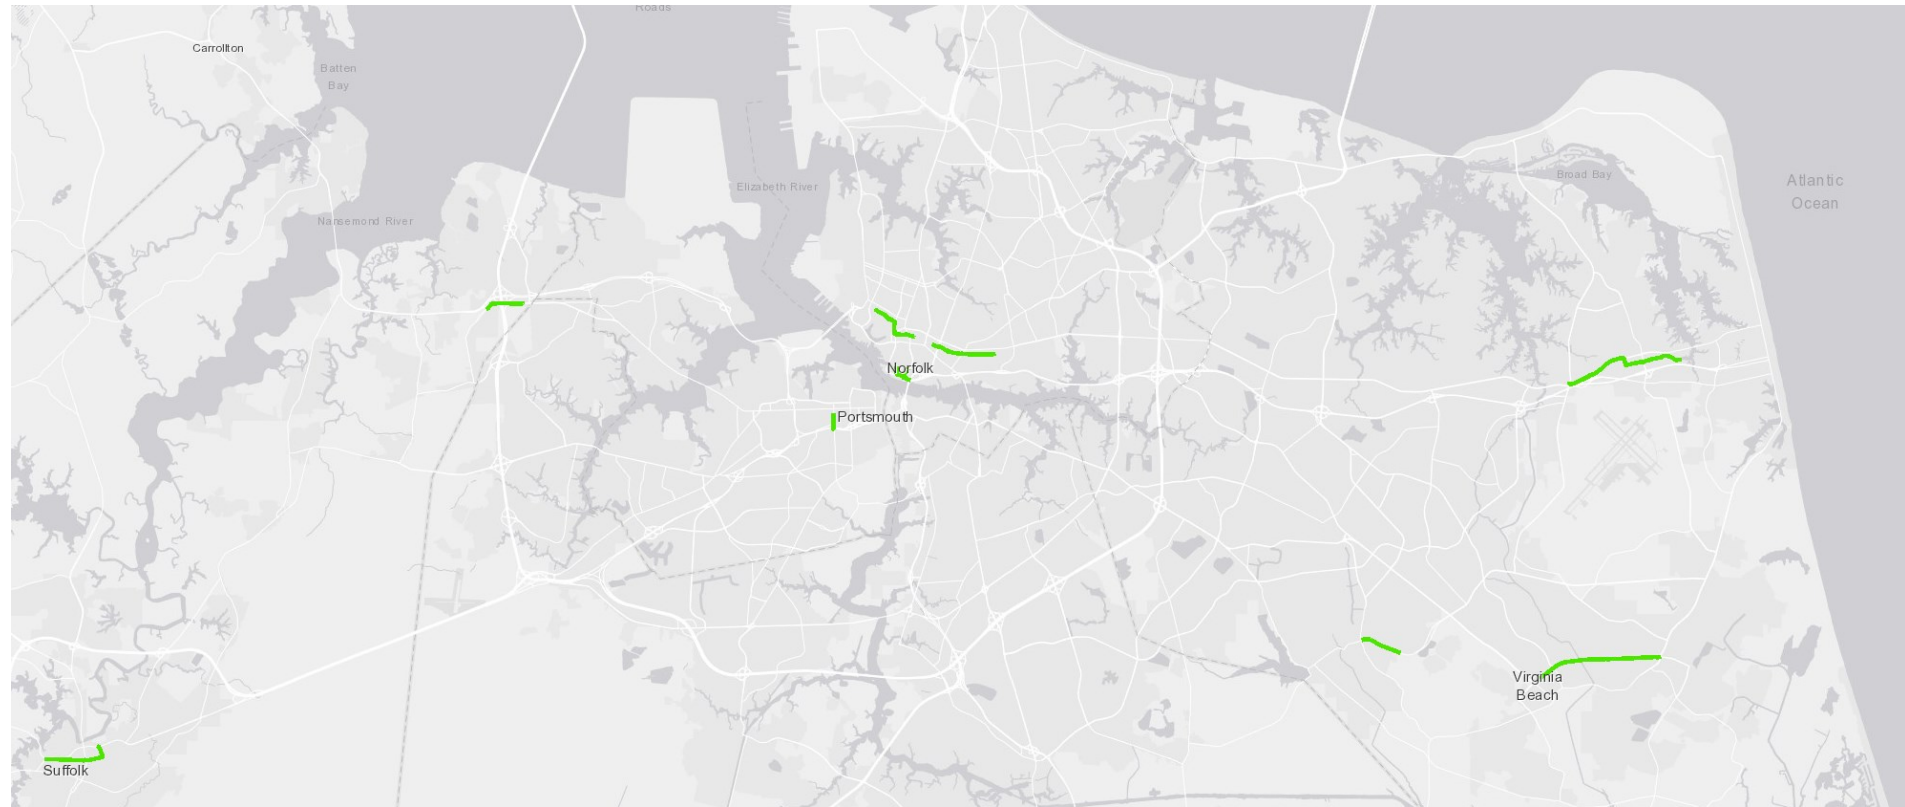 Roads
Carrollton
Batten
Bay
Elizabeth River
Broad Bay
Atlantic
Ocean
Nansemond River
Norfolk
Portsmouth
Virginia
Beach
Suffolk